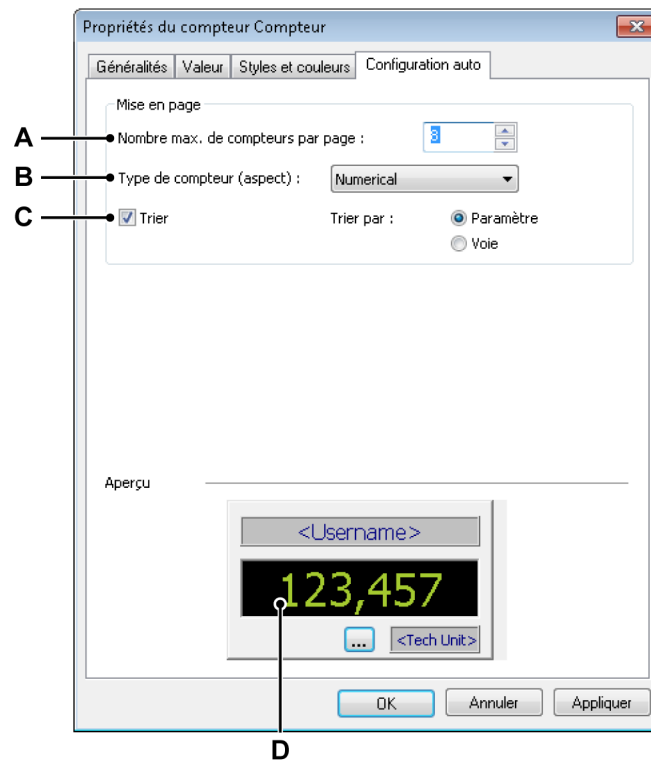 Propriétés du compteur Compteur
Généralités Valeur Styles et couleurs Configuration auto
Mise en page
A Nombre max. de compteurs par page : 8
B Type de compteur (aspect) : Numerical
C Trier Trier par : Paramètre
Voie
Aperçu
<Username>
123,457
... <Tech Unit>
OK Annuler Appliquer
D